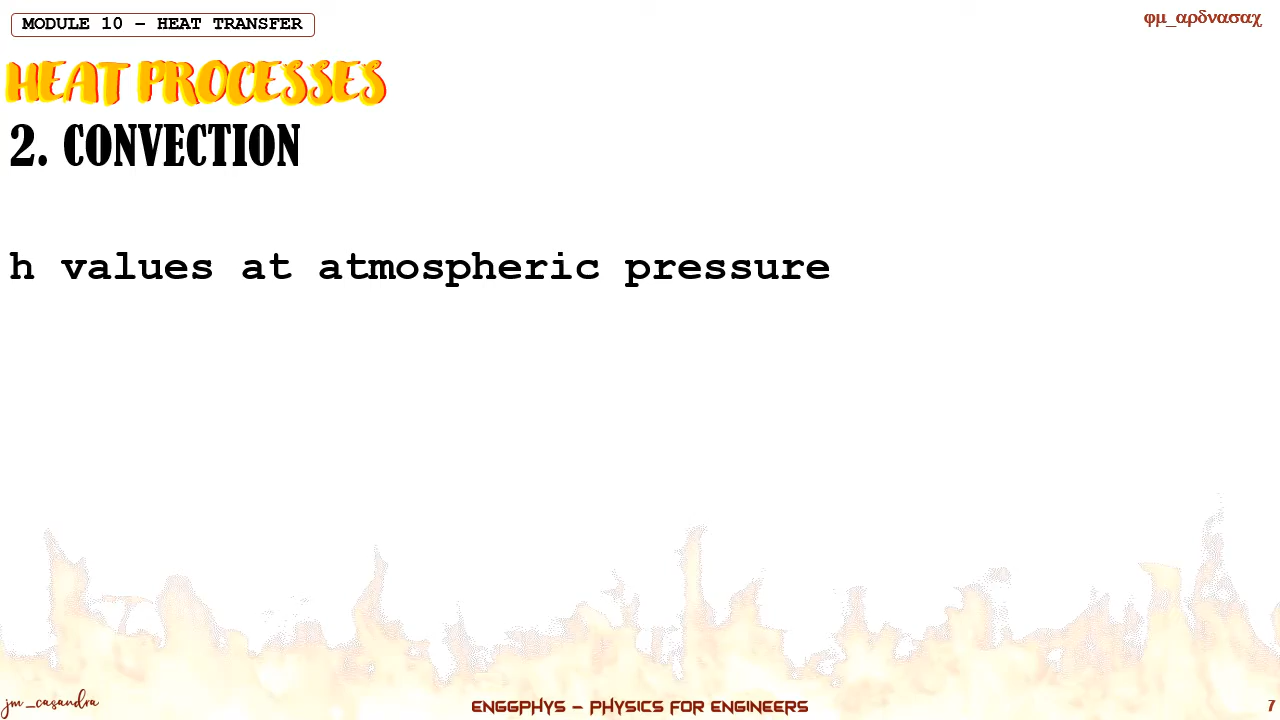 MODULE 10 – HEAT TRANSFER
φμ_αρδνασαχ
HEAT PROCESSES
2. CONVECTION
h values at atmospheric pressure
jm_casandra
ENGGPHYS – PHYSICS FOR ENGINEERS
7